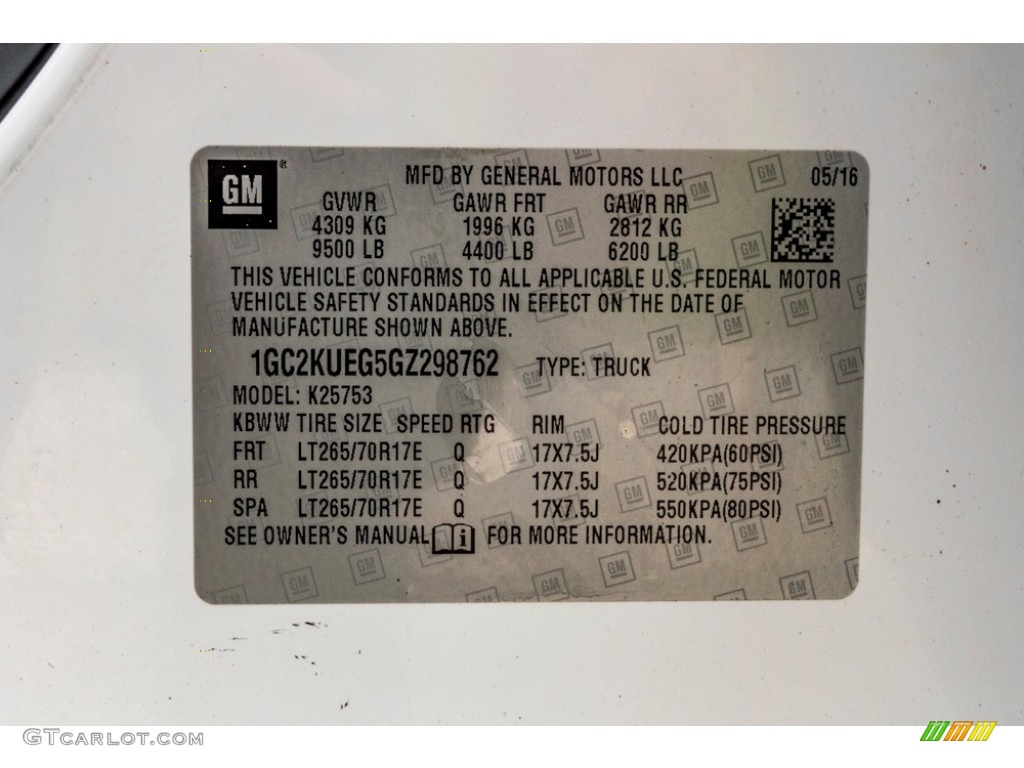 GM
MFD BY GENERAL MOTORS LLC 05/16
GVWR GAWR FRT GAWR RR
4309 KG 1996 KG 2812 KG
9500 LB 4400 LB 6200 LB
THIS VEHICLE CONFORMS TO ALL APPLICABLE U.S. FEDERAL MOTOR
VEHICLE SAFETY STANDARDS IN EFFECT ON THE DATE OF
MANUFACTURE SHOWN ABOVE.
1GC2KUEG5GZ298762 TYPE: TRUCK
MODEL: K25753
KBWW TIRE SIZE SPEED RTG RIM COLD TIRE PRESSURE
FRT LT265/70R17E Q 17X7.5J 420KPA(60PSI)
RR LT265/70R17E Q 17X7.5J 520KPA(75PSI)
SPA LT265/70R17E Q 17X7.5J 550KPA(80PSI)
SEE OWNER'S MANUAL FOR MORE INFORMATION.
GTCARLOT.COM